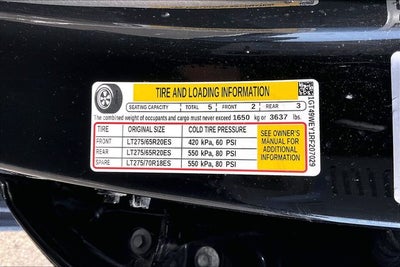 TIRE AND LOADING INFORMATION
SEATING CAPACITY TOTAL 5 FRONT 2 REAR 3
The combined weight of occupants and cargo must never exceed 1650 kg or 3637 lbs.
TIRE ORIGINAL SIZE COLD TIRE PRESSURE
FRONT LT275/65R20ES 420 kPa, 60 PSI
REAR LT275/65R20ES 550 kPa, 80 PSI
SPARE LT275/70R18ES 550 kPa, 80 PSI
SEE OWNER'S
MANUAL FOR
ADDITIONAL
INFORMATION
1GT49WEY1RF207029